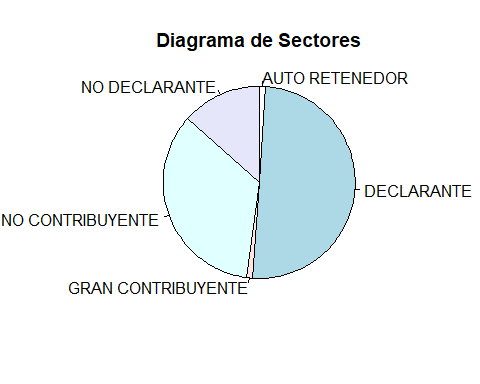 Diagrama de Sectores
AUTO RETENEDOR
NO DECLARANTE
DECLARANTE
NO CONTRIBUYENTE
GRAN CONTRIBUYENTE